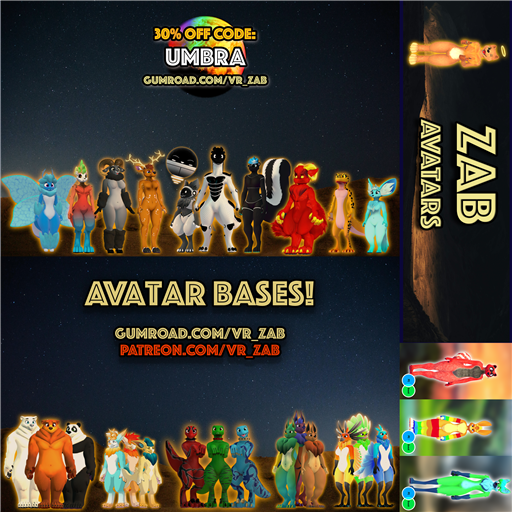 30% OFF CODE:
UMBRA
GUMROAD.COM/VR_ZAB
ZAB
AVATARS
AVATAR BASES!
GUMROAD.COM/VR_ZAB
PATREON.COM/VR_ZAB